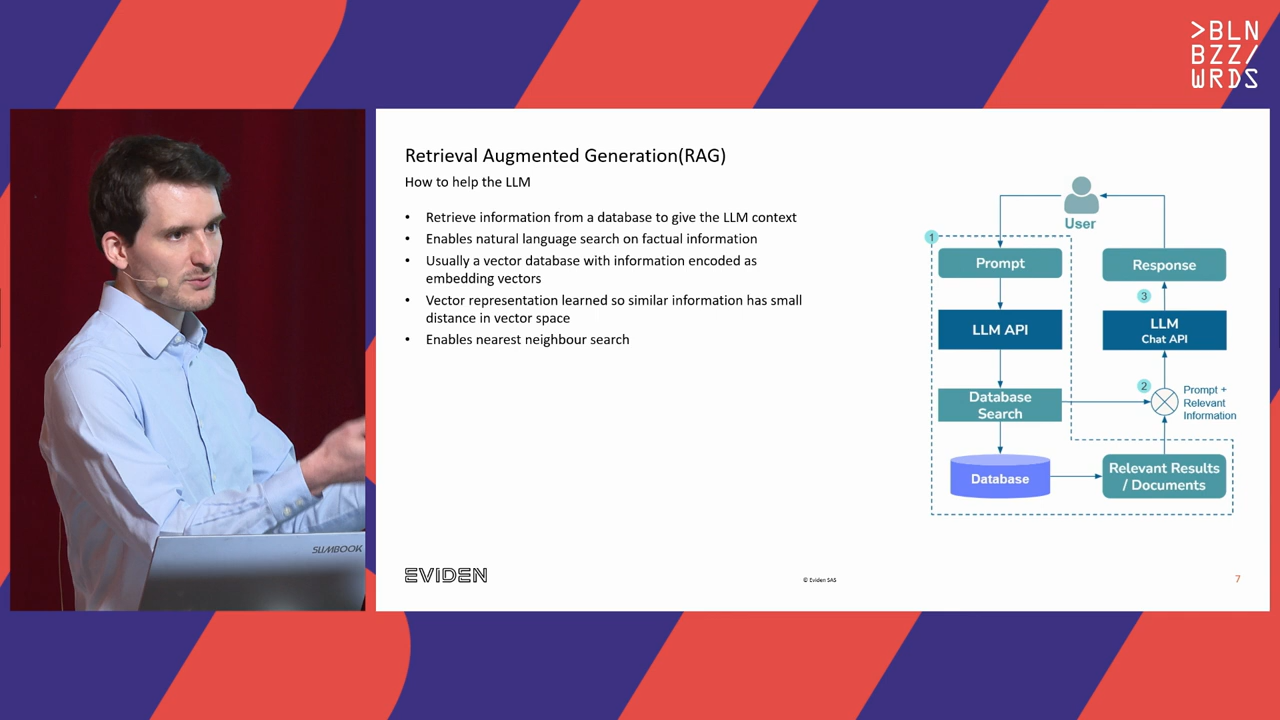 >BLN
BZZ/
WRDS
Retrieval Augmented Generation(RAG)
How to help the LLM
• Retrieve information from a database to give the LLM context
• Enables natural language search on factual information
• Usually a vector database with information encoded as
embedding vectors
• Vector representation learned so similar information has small
distance in vector space
• Enables nearest neighbour search
User
1
Prompt
Response
3
LLM API
LLM
Chat API
2
Prompt +
Relevant
Information
Database
Search
Database
Relevant Results
/ Documents
SLIMBOOK
EVIDEN
© Eviden SAS
7